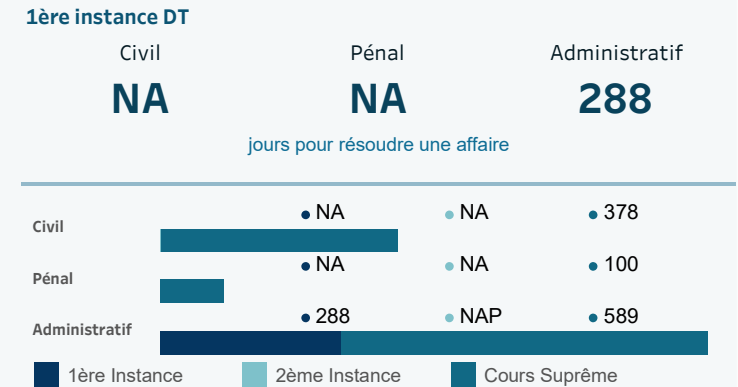 1ère instance DT
Civil Pénal Administratif
NA NA 288
jours pour résoudre une affaire
NA NA 378
Civil
NA NA 100
Pénal
288 NAP 589
Administratif
1ère Instance 2ème Instance Cours Suprême